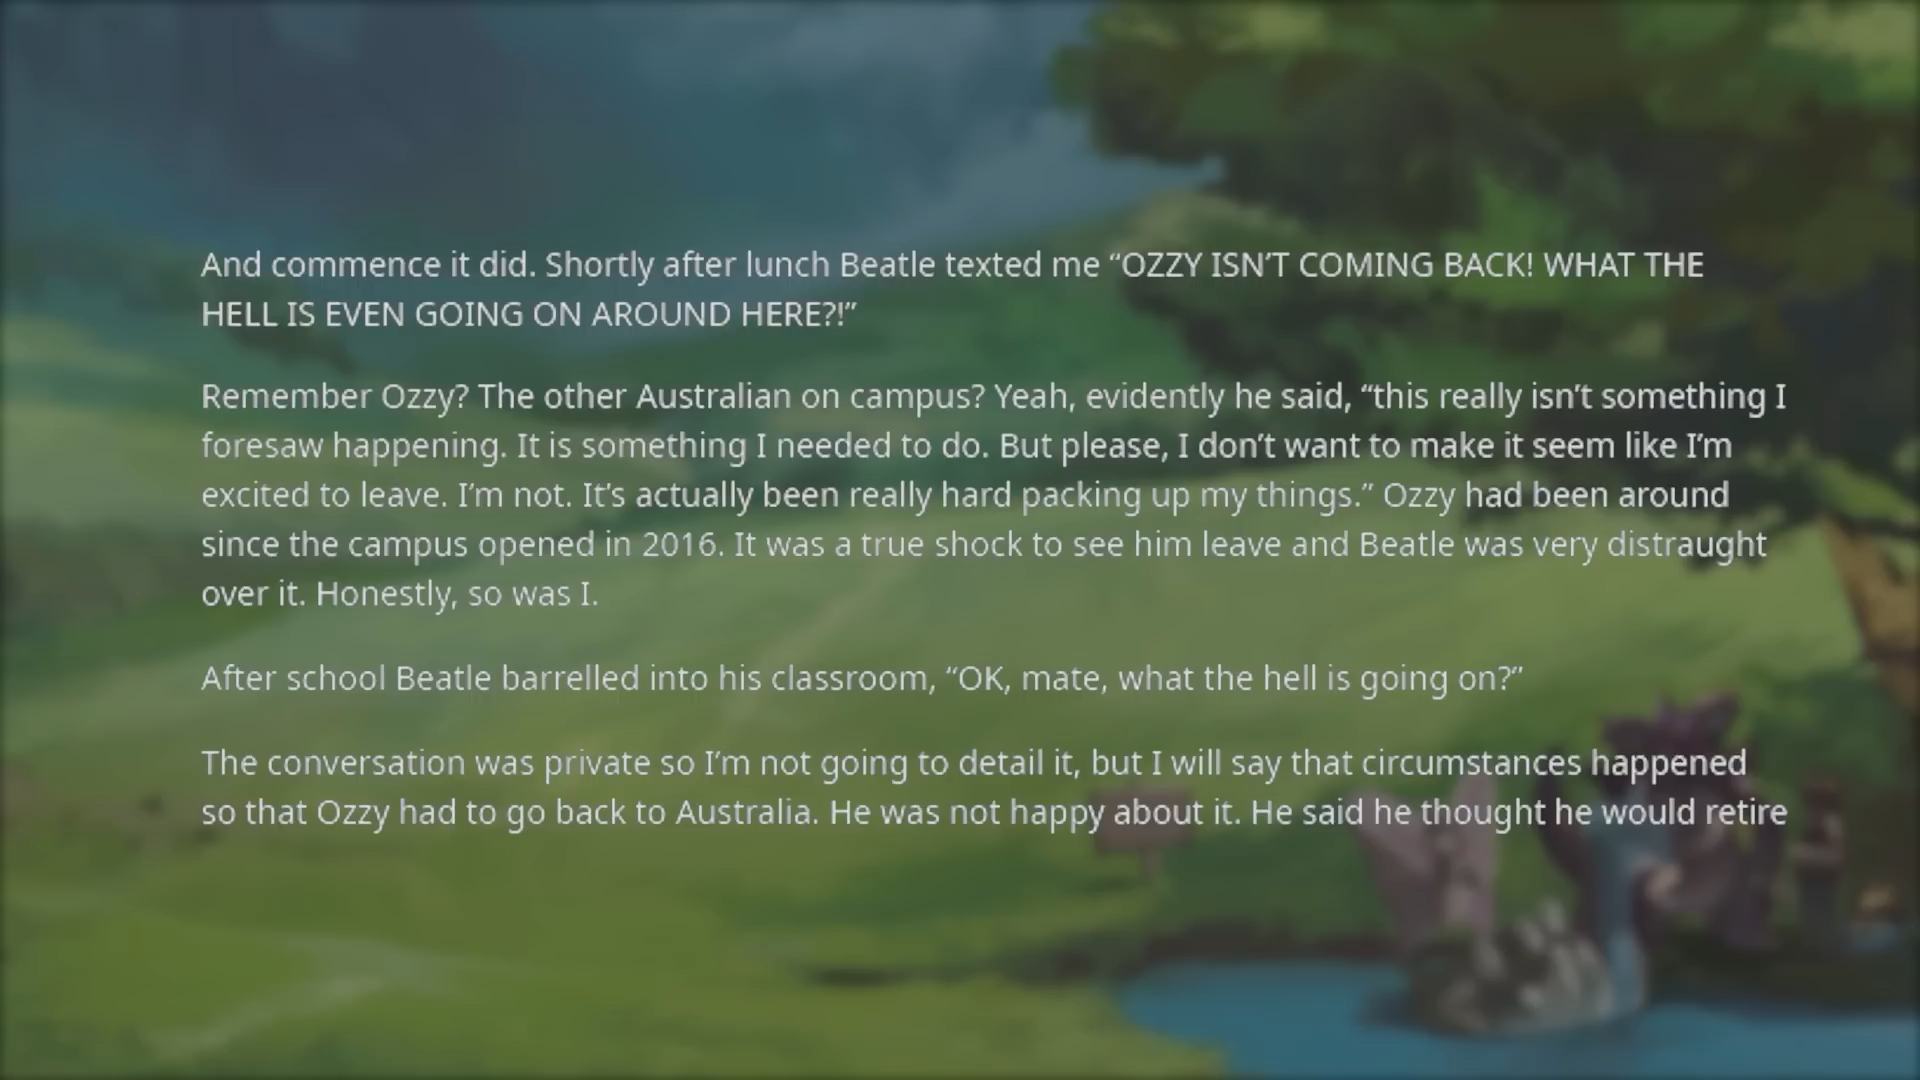 And commence it did. Shortly after lunch Beatle texted me “OZZY ISN’T COMING BACK! WHAT THE
HELL IS EVEN GOING ON AROUND HERE?!”
Remember Ozzy? The other Australian on campus? Yeah, evidently he said, “this really isn’t something I
foresaw happening. It is something I needed to do. But please, I don’t want to make it seem like I’m
excited to leave. I’m not. It’s actually been really hard packing up my things.” Ozzy had been around
since the campus opened in 2016. It was a true shock to see him leave and Beatle was very distraught
over it. Honestly, so was I.
After school Beatle barrelled into his classroom, “OK, mate, what the hell is going on?”
The conversation was private so I’m not going to detail it, but I will say that circumstances happened
so that Ozzy had to go back to Australia. He was not happy about it. He said he thought he would retire